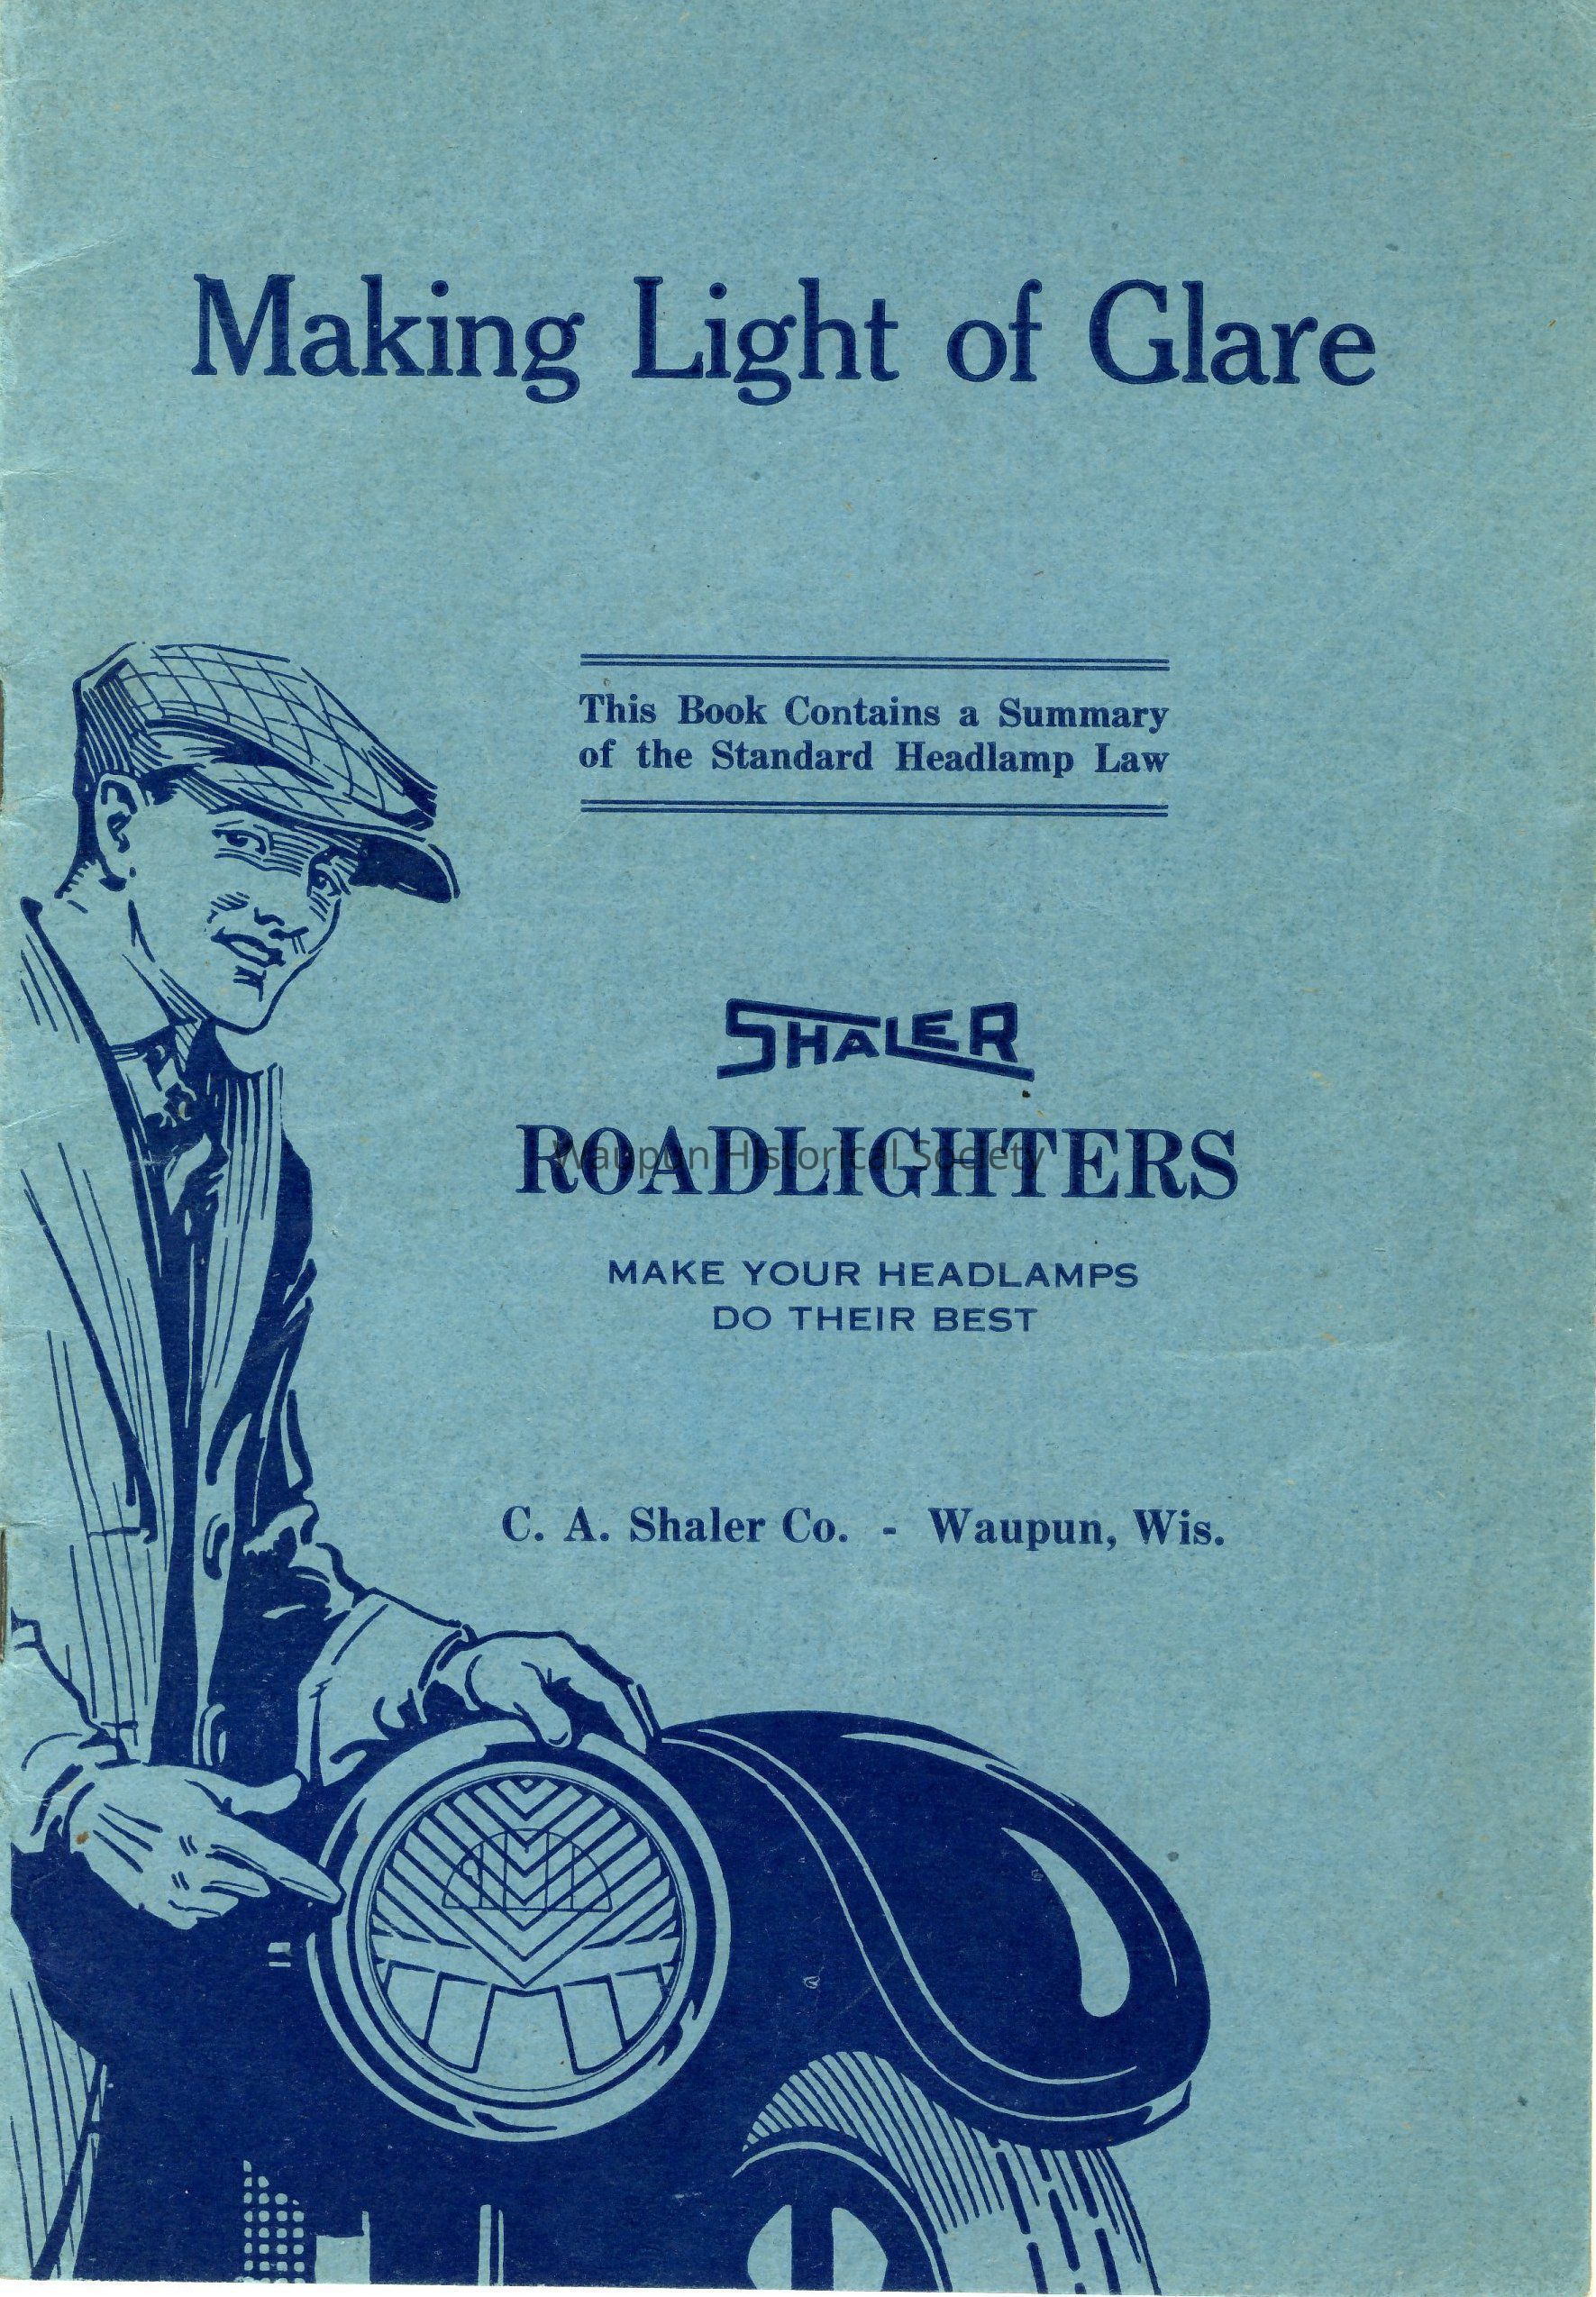 Making Light of Glare
This Book Contains a Summary
of the Standard Headlamp Law
SHALER
ROADLIGHTERS
Waupun Historical Society
MAKE YOUR HEADLAMPS
DO THEIR BEST
C. A. Shaler Co. - Waupun, Wis.